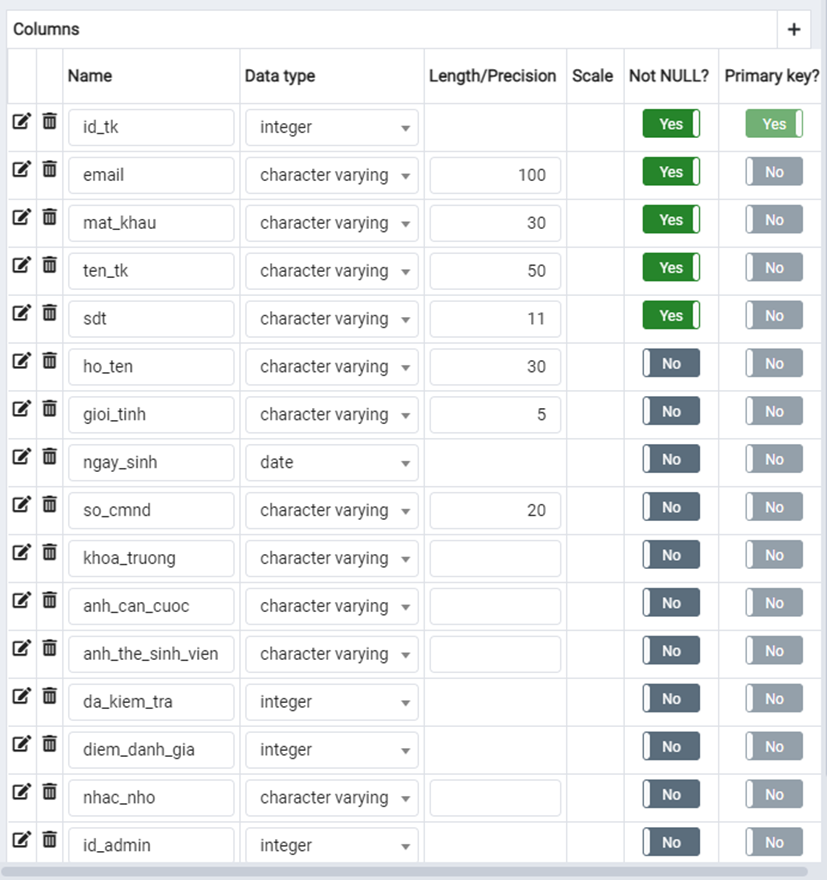 Columns +
Name Data type Length/Precision Scale Not NULL? Primary key?
id_tk integer Yes Yes
email character varying 100 Yes No
mat_khau character varying 30 Yes No
ten_tk character varying 50 Yes No
sdt character varying 11 Yes No
ho_ten character varying 30 No No
gioi_tinh character varying 5 No No
ngay_sinh date No No
so_cmnd character varying 20 No No
khoa_truong character varying No No
anh_can_cuoc character varying No No
anh_the_sinh_vien character varying No No
da_kiem_tra integer No No
diem_danh_gia integer No No
nhac_nho character varying No No
id_admin integer No No